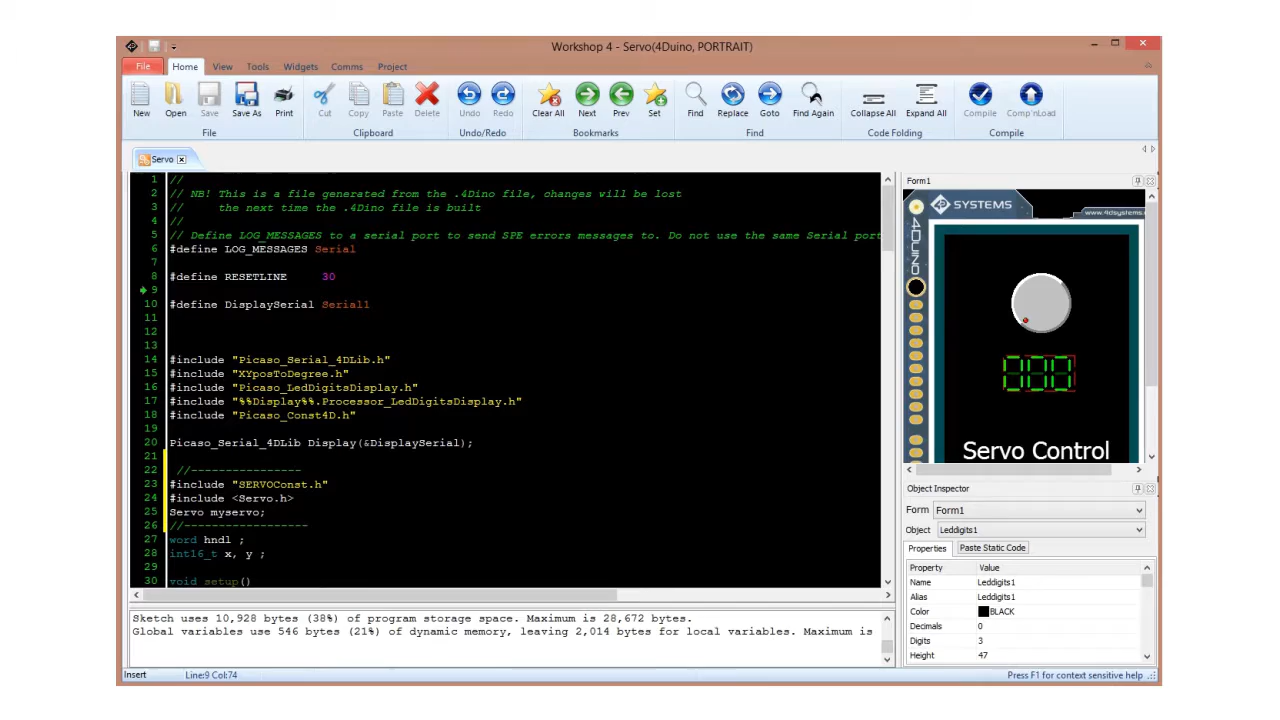 Workshop 4 - Servo(4Duino, PORTRAIT)
File Home View Tools Widgets Comms Project
New Open Save Save As Print Cut Copy Paste Delete Undo Redo Clear All Next Prev Set Find Replace Goto Find Again Collapse All Expand All Compile Comp'nLoad
File Clipboard Undo/Redo Bookmarks Find Code Folding Compile
Servo
1 //
2 // NB! This is a file generated from the .4Dino file, changes will be lost
3 // the next time the .4Dino file is built
4 //
5 // Define LOG_MESSAGES to a serial port to send SPE errors messages to. Do not use the same Serial port
6 #define LOG_MESSAGES Serial
7
8 #define RESETLINE 30
9
10 #define DisplaySerial Serial1
11
12
13
14 #include "Picaso_Serial_4DLib.h"
15 #include "XYposToDegree.h"
16 #include "Picaso_LedDigitsDisplay.h"
17 #include "%%Display%%.Processor_LedDigitsDisplay.h"
18 #include "Picaso_Const4D.h"
19
20 Picaso_Serial_4DLib Display(&DisplaySerial);
21
22 //----------------
23 #include "SERVOConst.h"
24 #include <Servo.h>
25 Servo myservo;
26 //------------------
27 word hndl ;
28 int16_t x, y ;
29
30 void setup()
Sketch uses 10,928 bytes (38%) of program storage space. Maximum is 28,672 bytes.
Global variables use 546 bytes (21%) of dynamic memory, leaving 2,014 bytes for local variables. Maximum is
Form1
4D SYSTEMS
www.4dsystems.c
4DUINO
000
Servo Control
Object Inspector
Form Form1
Object Leddigits1
Properties Paste Static Code
Property Value
Name Leddigits1
Alias Leddigits1
Color BLACK
Decimals 0
Digits 3
Height 47
Insert Line:9 Col:74 Press F1 for context sensitive help